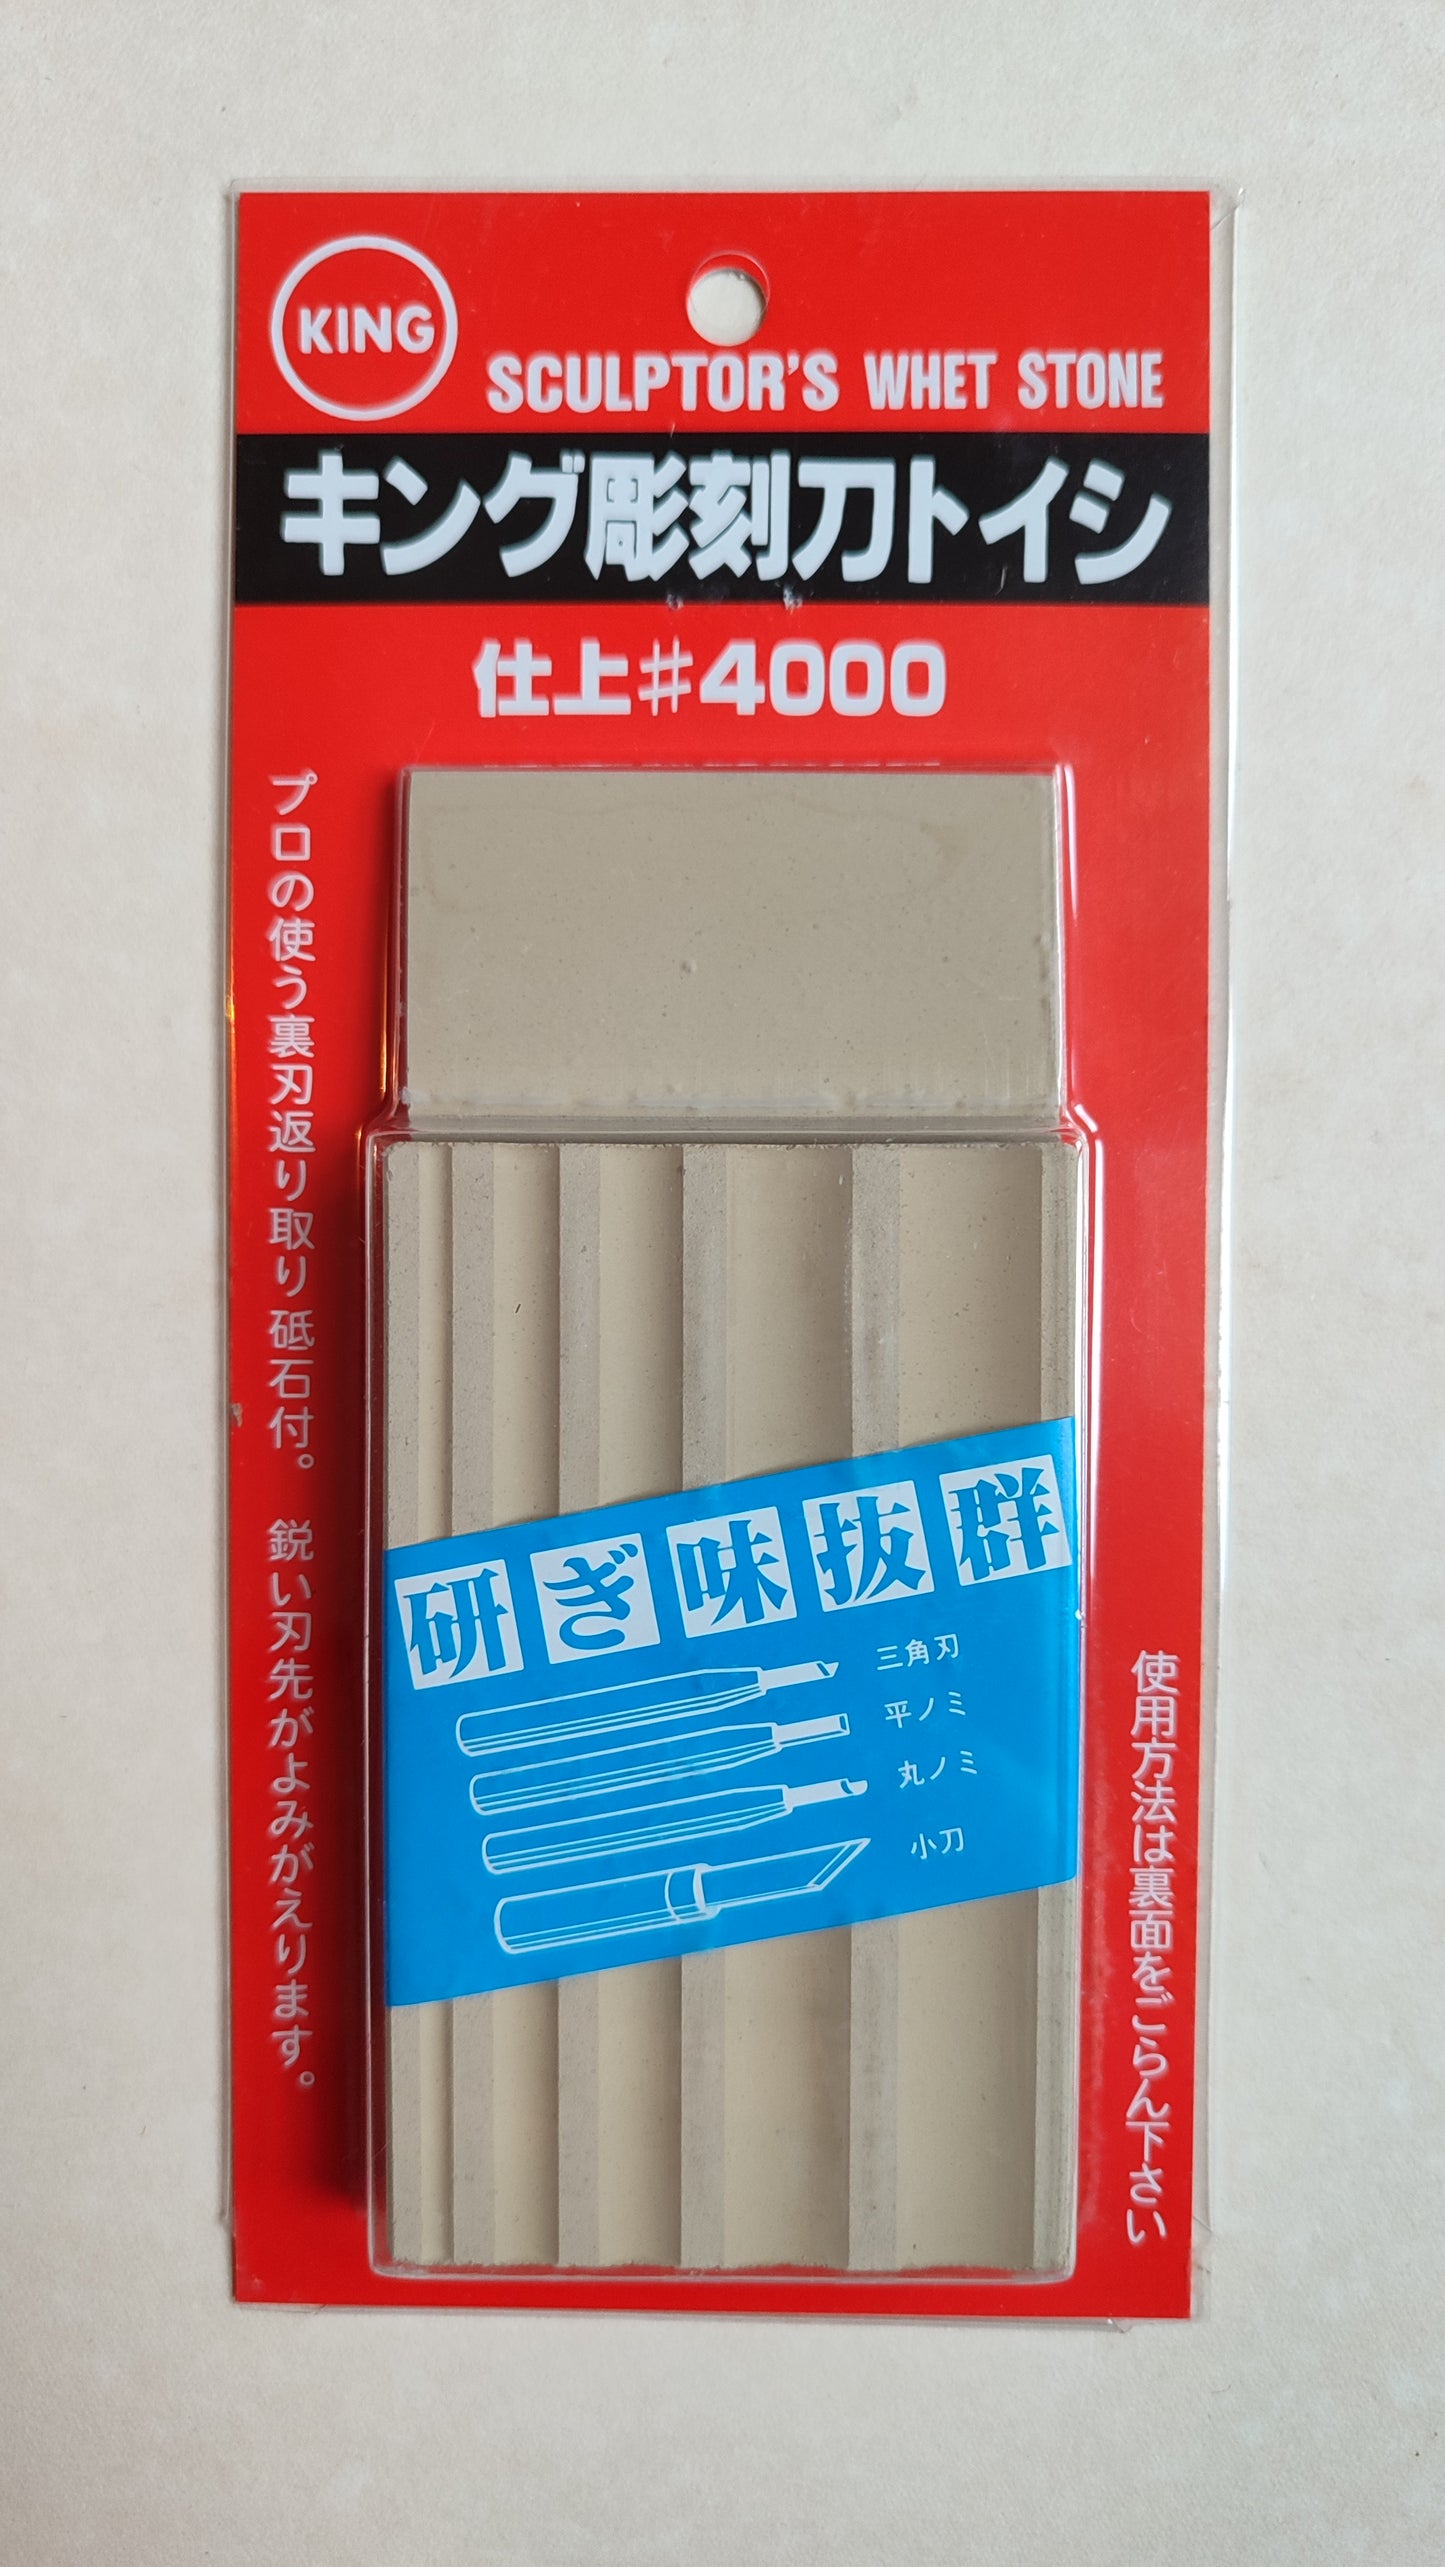 KING
SCULPTOR'S WHET STONE
キング彫刻刀トイシ
仕上#4000
プロの使う裏刃返り取り砥石付。 鋭い刃先がよみがえります。
研ぎ味抜群
三角刃
平ノミ
丸ノミ
小刀
使用方法は裏面をごらん下さい